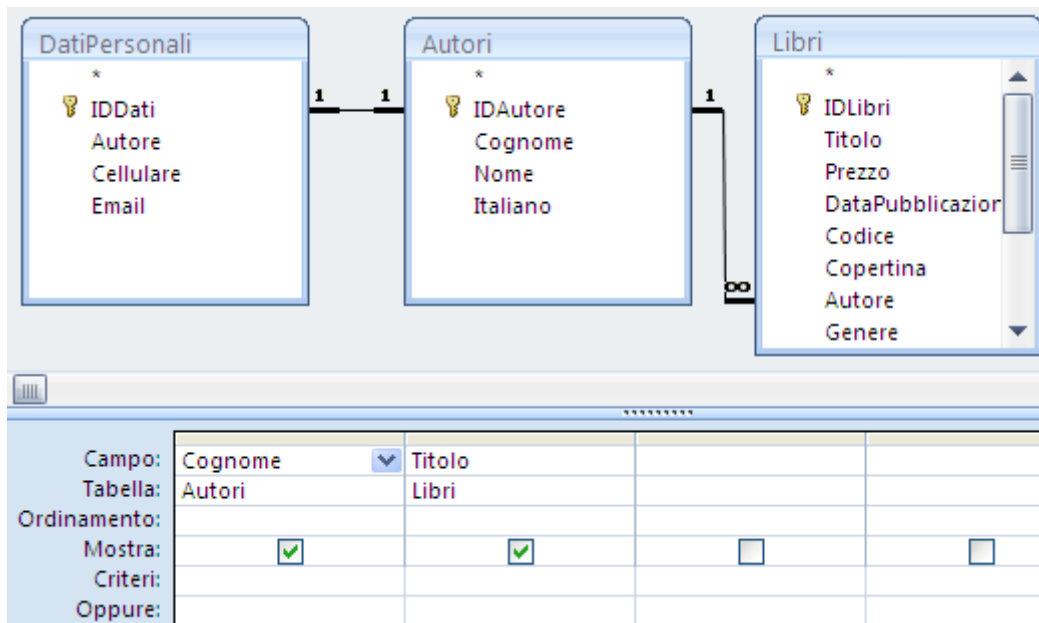 DatiPersonali
*
IDDati
Autore
Cellulare
Email
1 1
Autori
*
IDAutore
Cognome
Nome
Italiano
1
∞
Libri
*
IDLibri
Titolo
Prezzo
DataPubblicazion
Codice
Copertina
Autore
Genere
Campo: Cognome Titolo
Tabella: Autori Libri
Ordinamento:
Mostra:
Criteri:
Oppure: